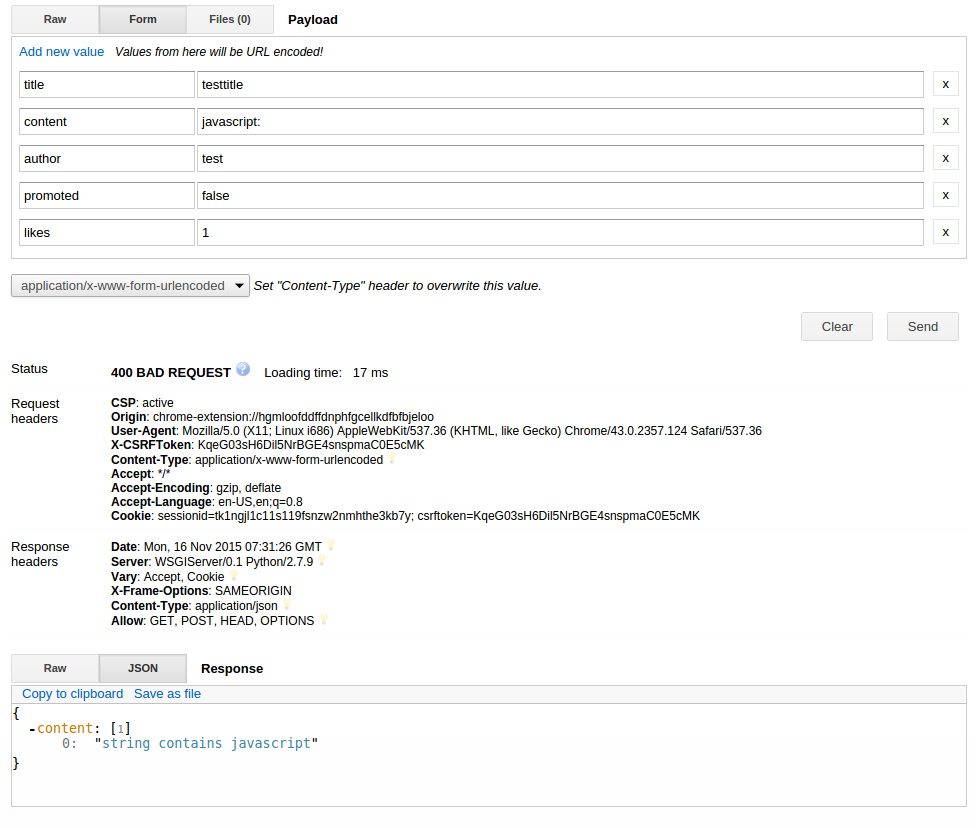 Raw Form Files (0) Payload
Add new value Values from here will be URL encoded!
title testtitle x
content javascript: x
author test x
promoted false x
likes 1 x
application/x-www-form-urlencoded Set "Content-Type" header to overwrite this value.
Clear Send
Status 400 BAD REQUEST ? Loading time: 17 ms
Request headers
CSP: active
Origin: chrome-extension://hgmloofddffdnphfgcellkdfbfbjeloo
User-Agent: Mozilla/5.0 (X11; Linux i686) AppleWebKit/537.36 (KHTML, like Gecko) Chrome/43.0.2357.124 Safari/537.36
X-CSRFToken: KqeG03sH6Dil5NrBGE4snspmaC0E5cMK
Content-Type: application/x-www-form-urlencoded
Accept: */*
Accept-Encoding: gzip, deflate
Accept-Language: en-US,en;q=0.8
Cookie: sessionid=tk1ngjl1c11s119fsnzw2nmhthe3kb7y; csrftoken=KqeG03sH6Dil5NrBGE4snspmaC0E5cMK
Response headers
Date: Mon, 16 Nov 2015 07:31:26 GMT
Server: WSGIServer/0.1 Python/2.7.9
Vary: Accept, Cookie
X-Frame-Options: SAMEORIGIN
Content-Type: application/json
Allow: GET, POST, HEAD, OPTIONS
Raw JSON Response
Copy to clipboard Save as file
{
-content: [1]
0: "string contains javascript"
}